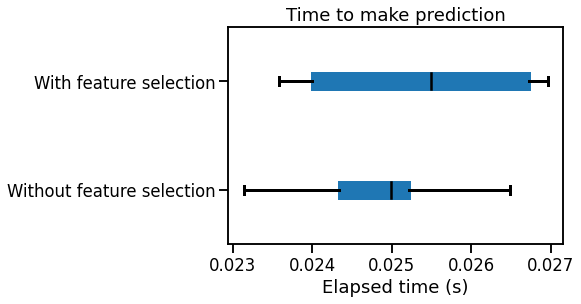 Time to make prediction
With feature selection
Without feature selection
0.023 0.024 0.025 0.026 0.027
Elapsed time (s)